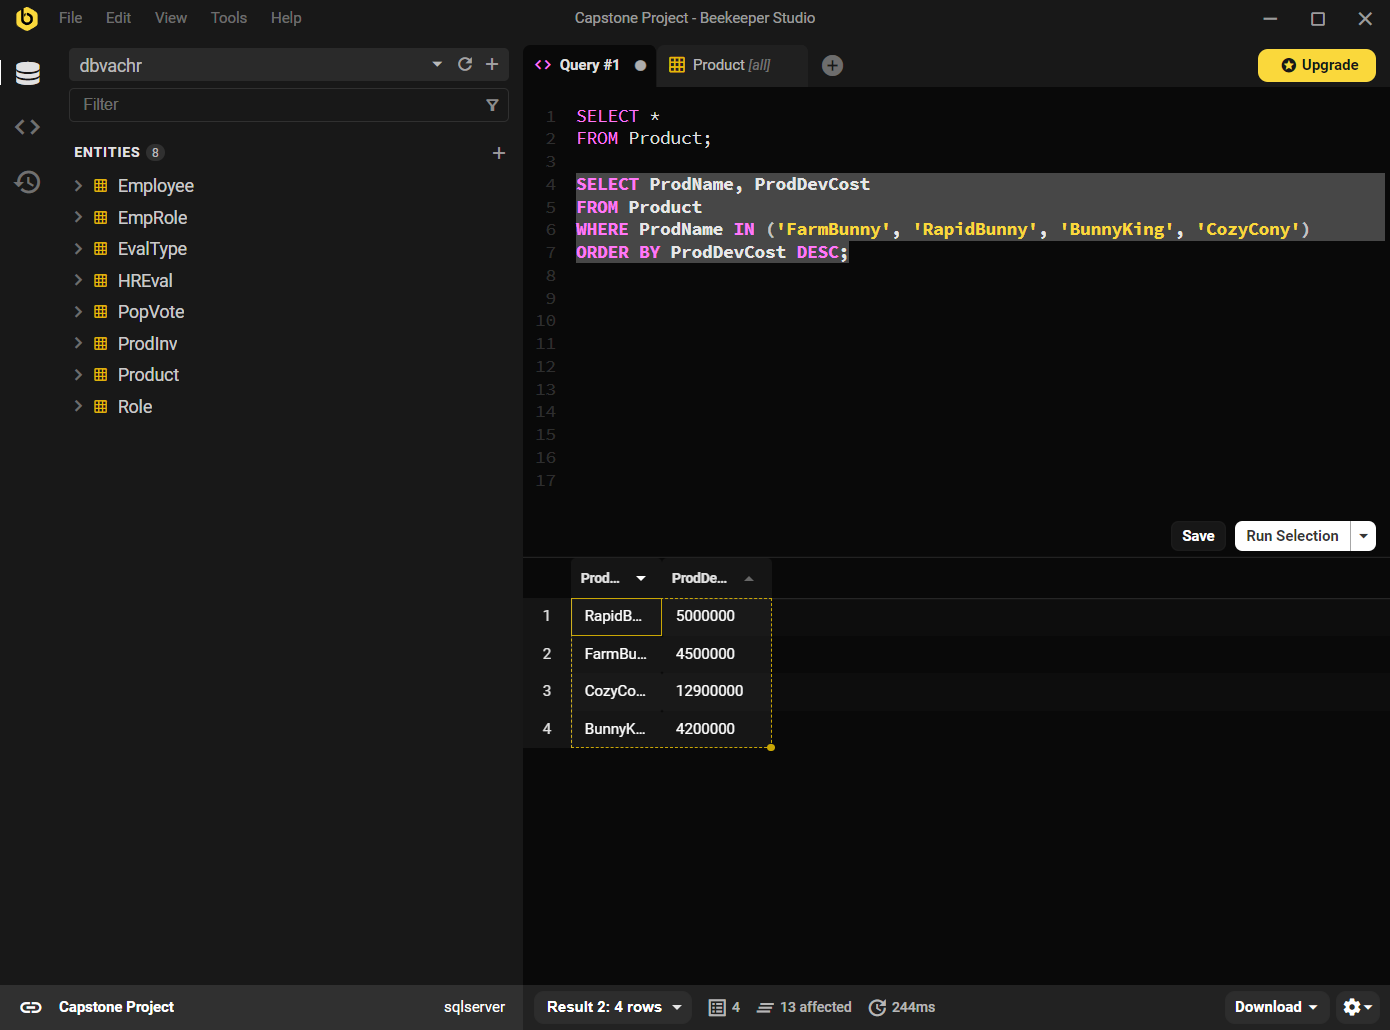 File Edit View Tools Help
Capstone Project - Beekeeper Studio
dbvachr
Filter
ENTITIES 8
Employee
EmpRole
EvalType
HREval
PopVote
ProdInv
Product
Role
Query #1
Product [all]
Upgrade
1 SELECT *
2 FROM Product;
3
4 SELECT ProdName, ProdDevCost
5 FROM Product
6 WHERE ProdName IN ('FarmBunny', 'RapidBunny', 'BunnyKing', 'CozyCony')
7 ORDER BY ProdDevCost DESC;
8
9
10
11
12
13
14
15
16
17
Save Run Selection
Prod... ProdDe...
1 RapidB... 5000000
2 FarmBu... 4500000
3 CozyCo... 12900000
4 BunnyK... 4200000
Capstone Project sqlserver
Result 2: 4 rows 4 13 affected 244ms
Download